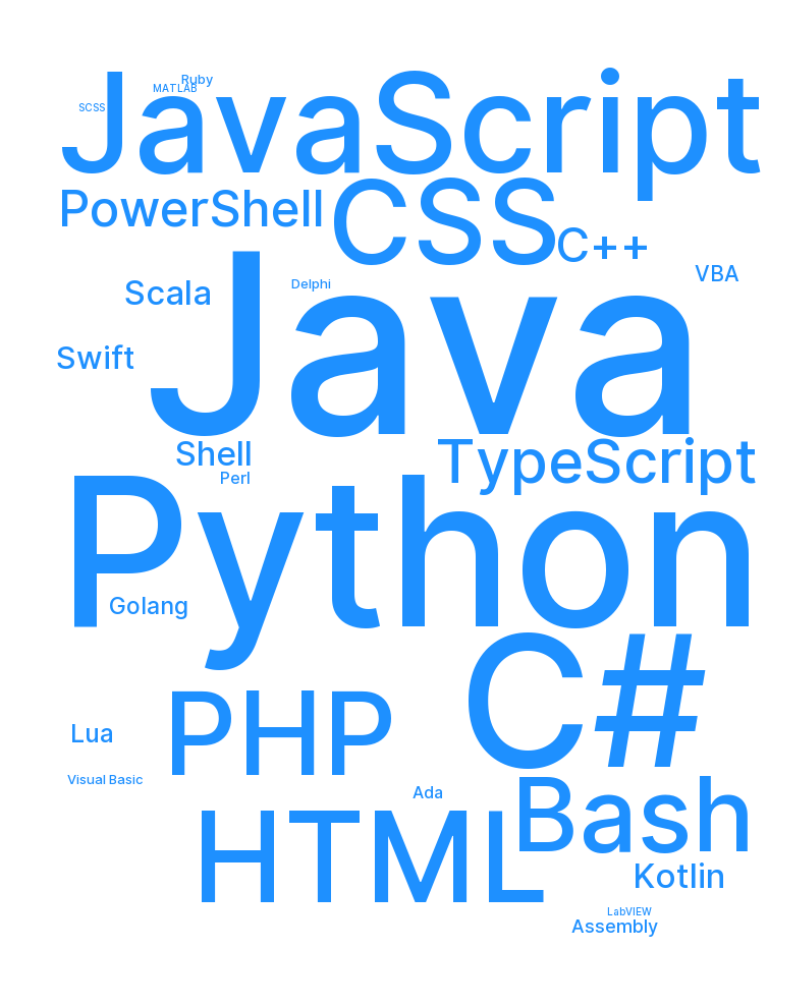 Ruby
MATLAB
SCSS
JavaScript
PowerShell
CSS
C++
VBA
Scala
Delphi
Java
Swift
Shell
TypeScript
Perl
Python
Golang
C#
PHP
Lua
Visual Basic
Ada
Bash
HTML
Kotlin
LabVIEW
Assembly